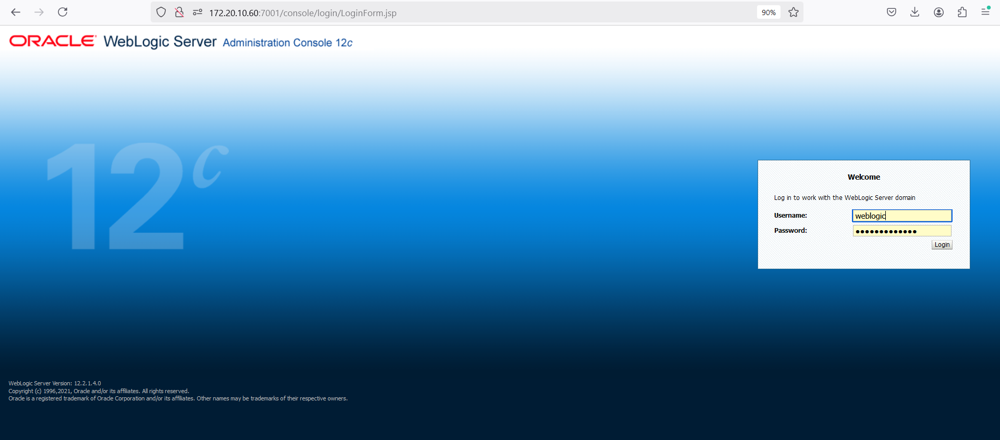 172.20.10.60:7001/console/login/LoginForm.jsp 90%
ORACLE WebLogic Server Administration Console 12c
12c
Welcome
Log in to work with the WebLogic Server domain
Username: weblogic
Password: ●●●●●●●●●●●●●
Login
WebLogic Server Version: 12.2.1.4.0
Copyright (c) 1996,2021, Oracle and/or its affiliates. All rights reserved.
Oracle is a registered trademark of Oracle Corporation and/or its affiliates. Other names may be trademarks of their respective owners.